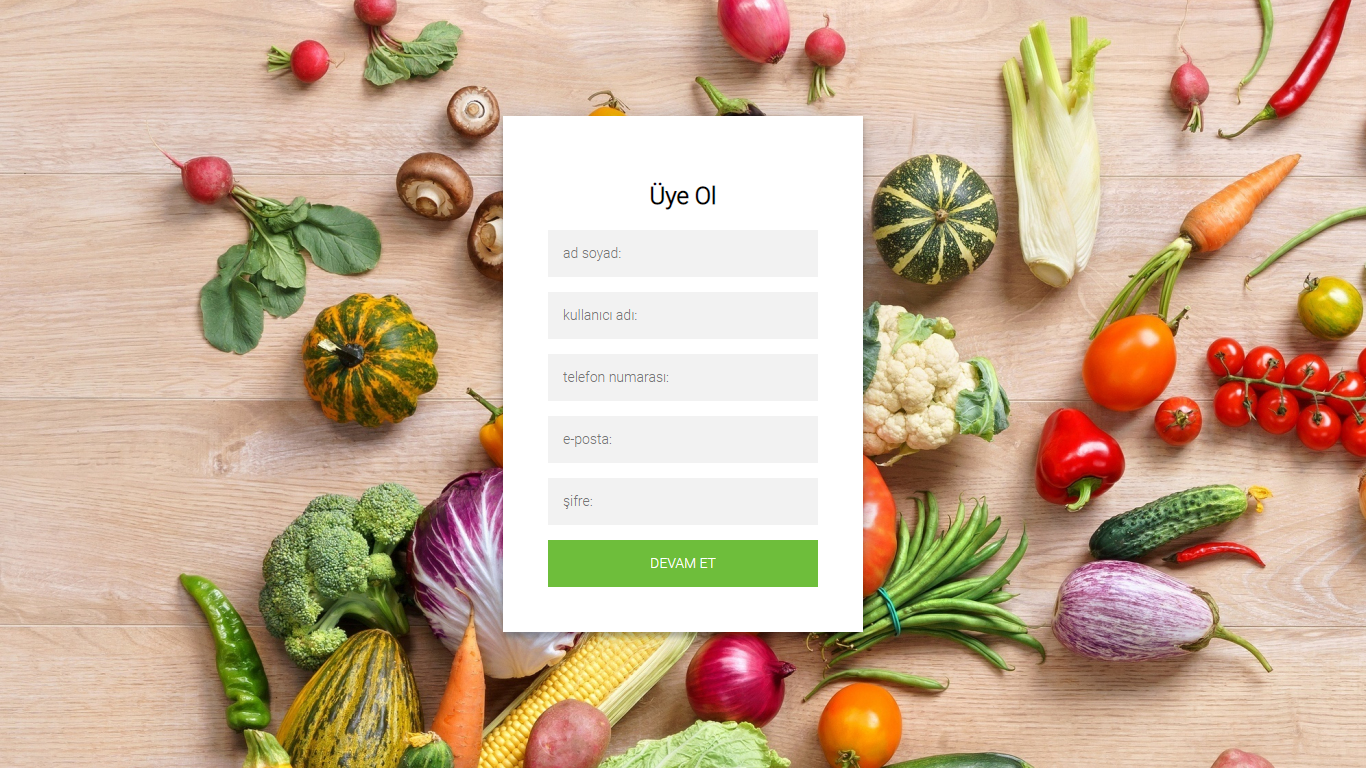 Üye Ol
ad soyad:
kullanıcı adı:
telefon numarası:
e-posta:
şifre:
DEVAM ET